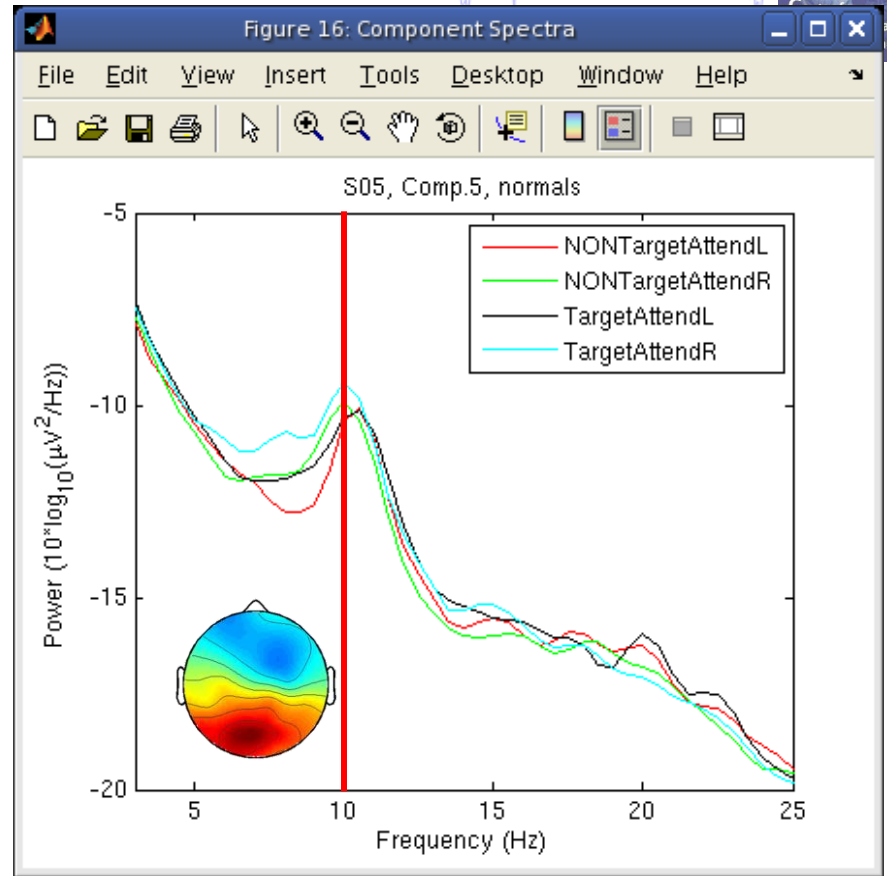 Figure 16: Component Spectra
File Edit View Insert Tools Desktop Window Help
S05, Comp.5, normals
-5
NONTargetAttendL
NONTargetAttendR
TargetAttendL
TargetAttendR
-10
Power (10*log10(μV2/Hz))
-15
-20
5 10 15 20 25
Frequency (Hz)